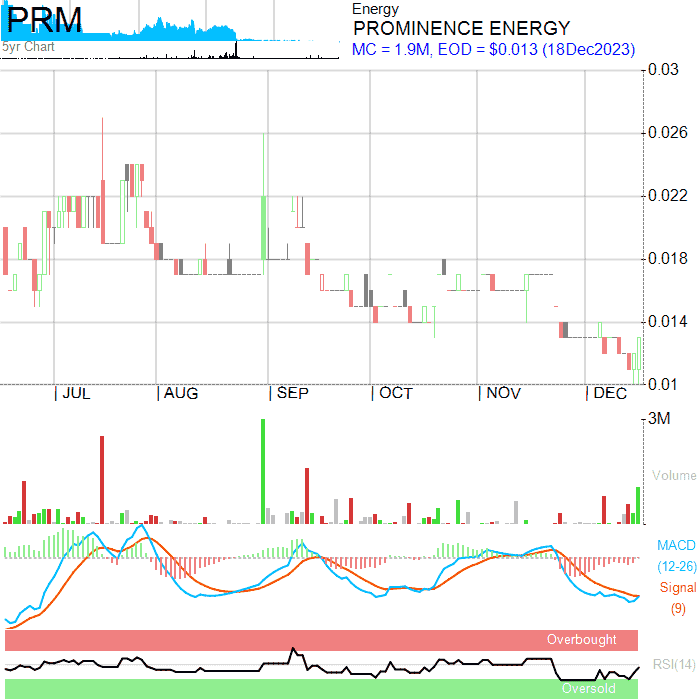 PRM
5yr Chart
Energy
PROMINENCE ENERGY
MC = 1.9M, EOD = $0.013 (18Dec2023)
0.03
0.026
0.022
0.018
0.014
0.01
JUL AUG SEP OCT NOV DEC
3M
Volume
MACD
(12-26)
Signal
(9)
Overbought
RSI(14)
Oversold